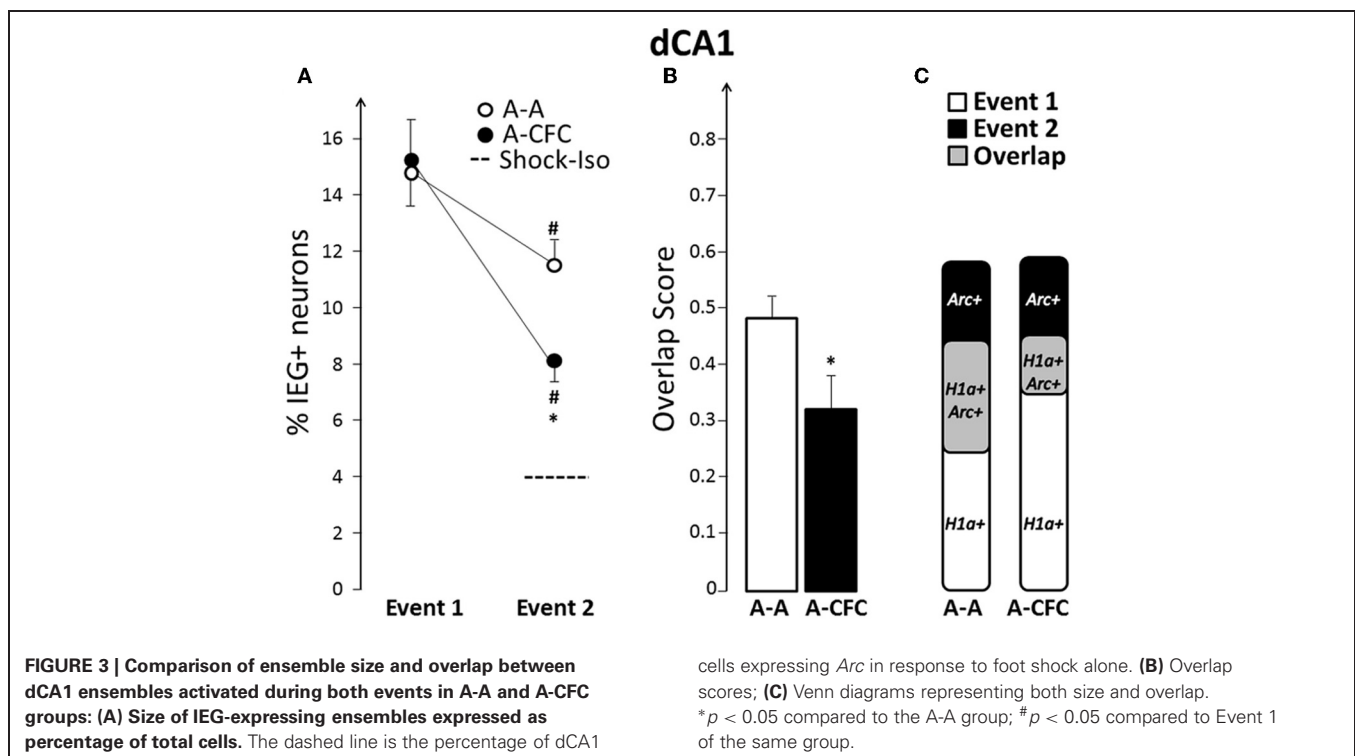 dCA1
A
16
14
12
10
8
6
4
2
0
% IEG+ neurons
A-A
A-CFC
Shock-Iso
#
#
*
Event 1
Event 2
B
0.8
0.7
0.6
0.5
0.4
0.3
0.2
0.1
0
Overlap Score
*
A-A
A-CFC
C
Event 1
Event 2
Overlap
Arc+
H1a+
Arc+
H1a+
Arc+
H1a+
Arc+
H1a+
A-A
A-CFC
FIGURE 3 | Comparison of ensemble size and overlap between
dCA1 ensembles activated during both events in A-A and A-CFC
groups: (A) Size of IEG-expressing ensembles expressed as
percentage of total cells. The dashed line is the percentage of dCA1
cells expressing Arc in response to foot shock alone. (B) Overlap
scores; (C) Venn diagrams representing both size and overlap.
*p < 0.05 compared to the A-A group; #p < 0.05 compared to Event 1
of the same group.